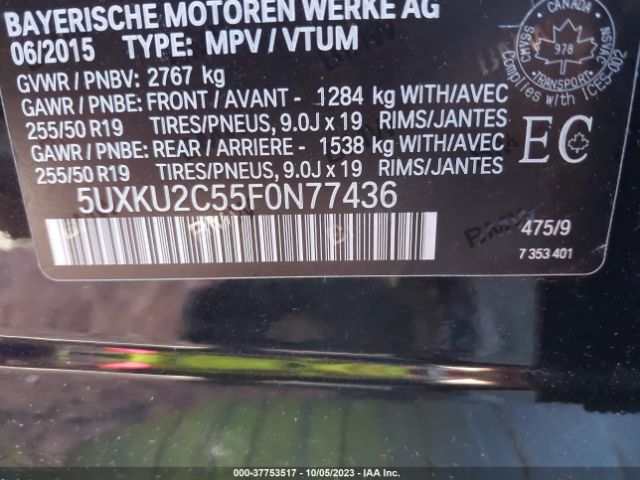 BAYERISCHE MOTOREN WERKE AG
06/2015 TYPE: MPV / VTUM
GVWR / PNBV: 2767 kg
GAWR / PNBE: FRONT / AVANT - 1284 kg WITH/AVEC
255/50 R19 TIRES/PNEUS, 9.0J x 19 RIMS/JANTES
GAWR / PNBE: REAR / ARRIERE - 1538 kg WITH/AVEC
255/50 R19 TIRES/PNEUS, 9.0J x 19 RIMS/JANTES
CANADA
CMVSS
NSVAC
978
TRANSPORT
Complies with ICES-002
EC
5UXKU2C55F0N77436
475/9
7 353 401
000-37753517 - 10/05/2023 - IAA Inc.